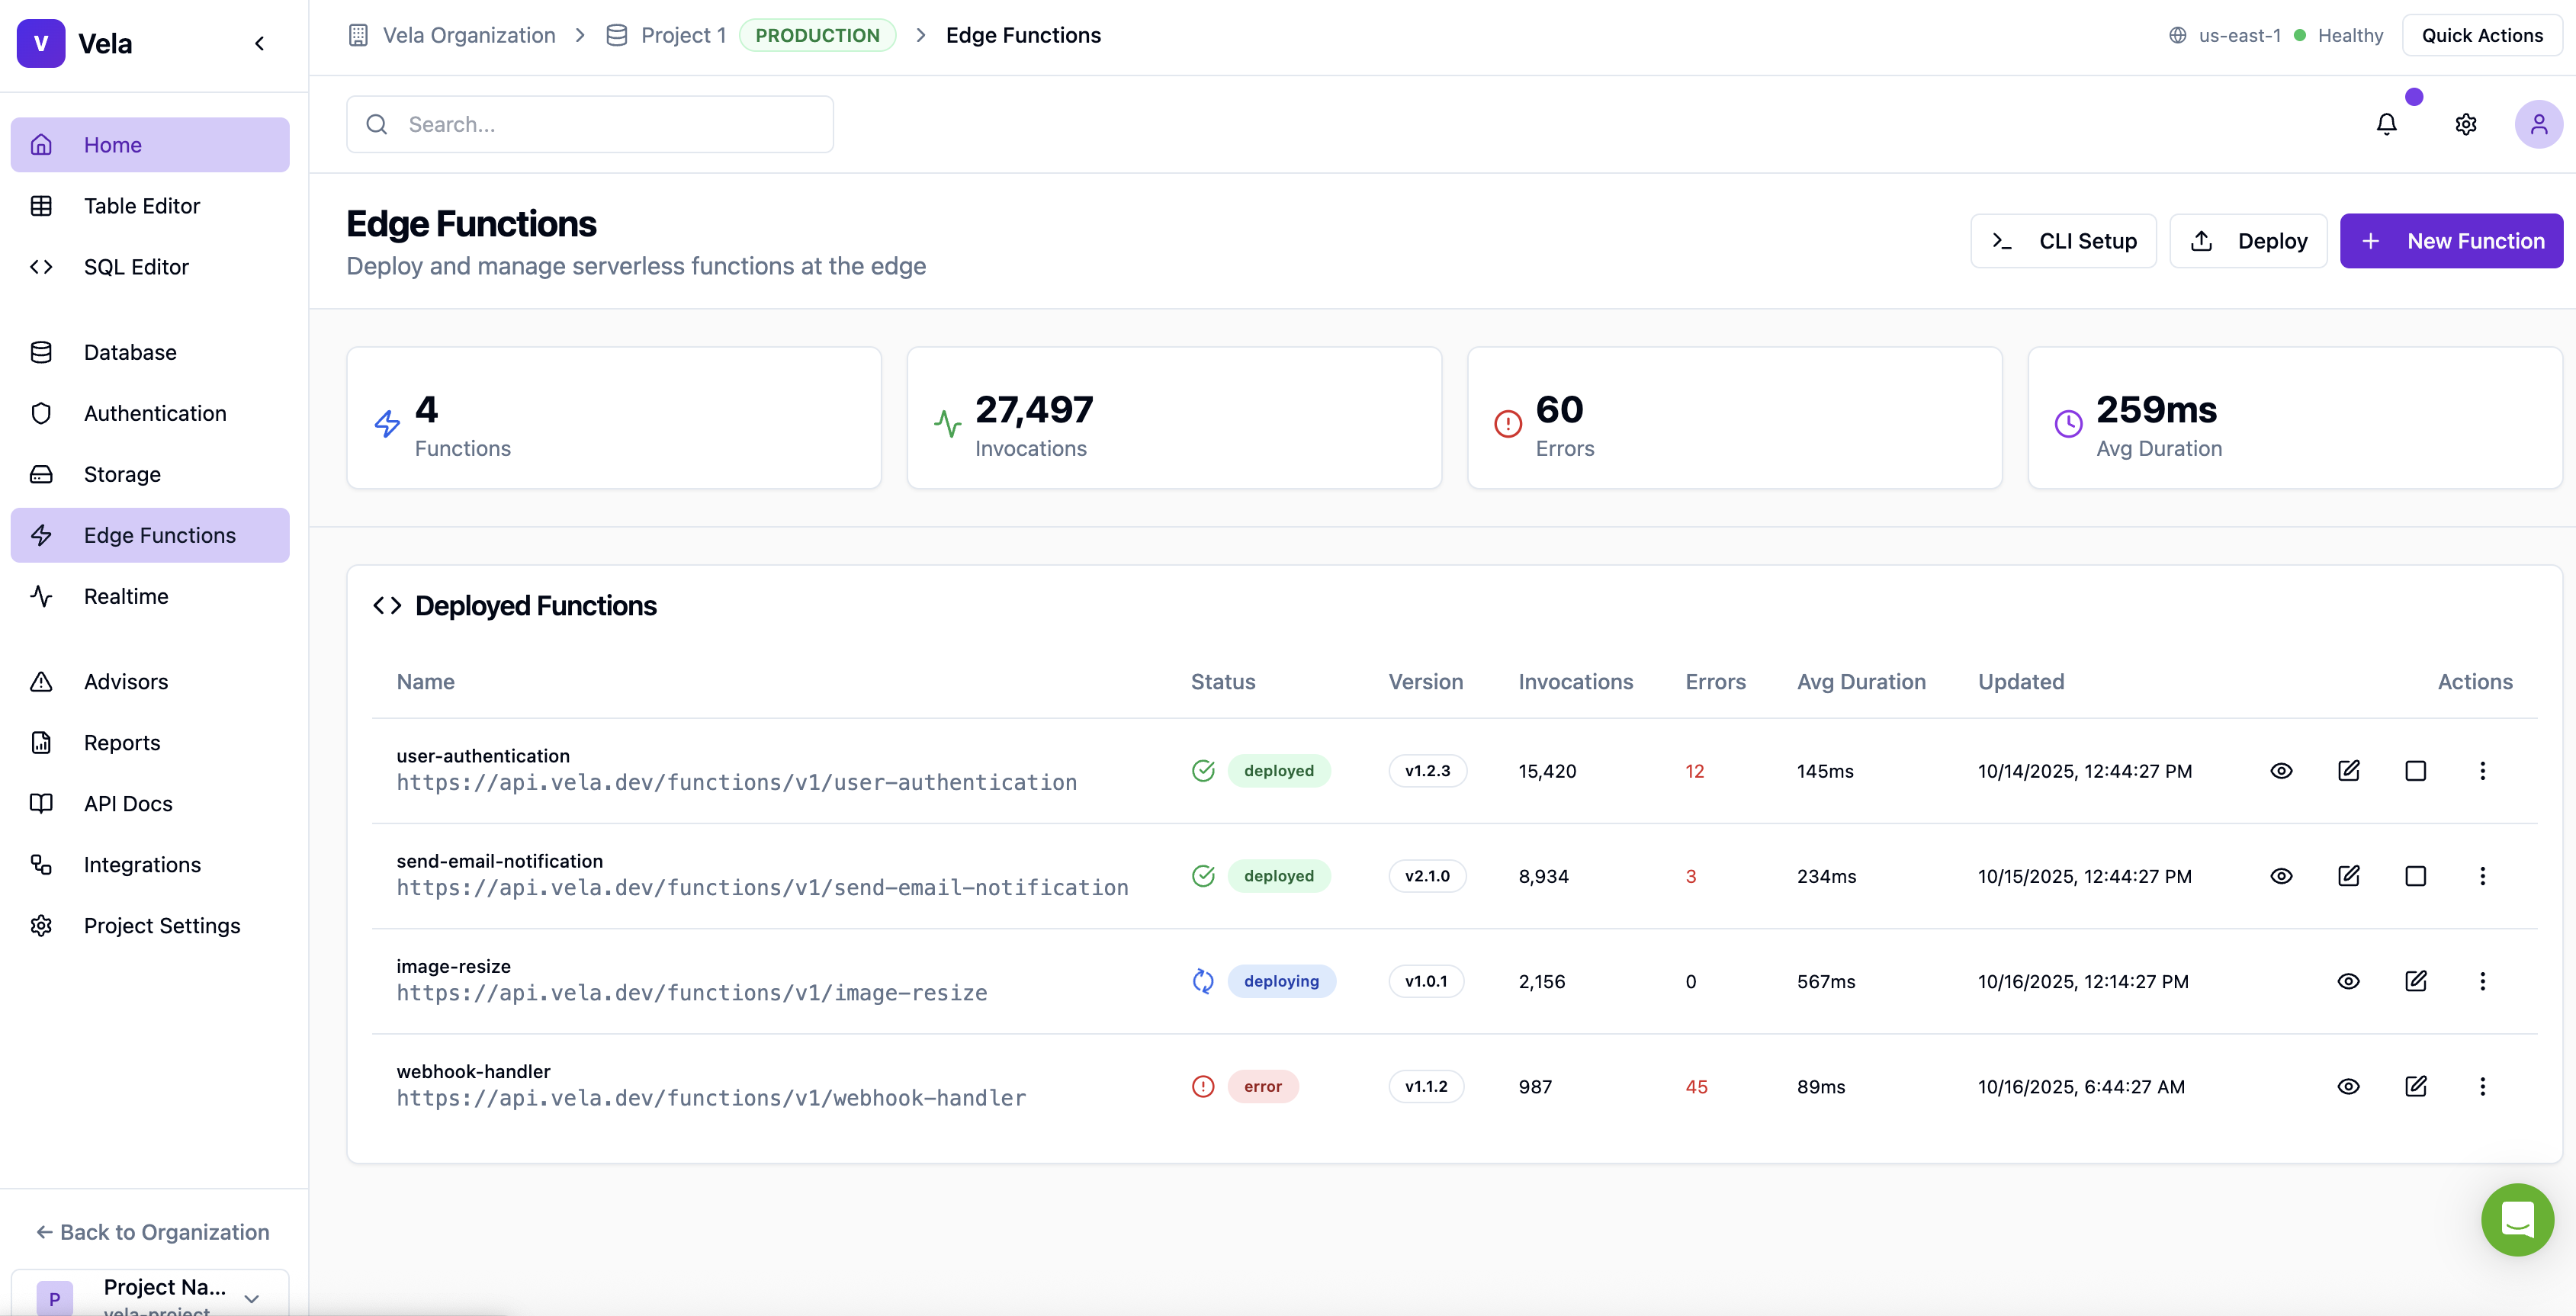 V Vela
Vela Organization > Project 1 PRODUCTION > Edge Functions
us-east-1 Healthy Quick Actions
Search...
Home
Table Editor
SQL Editor
Database
Authentication
Storage
Edge Functions
Realtime
Advisors
Reports
API Docs
Integrations
Project Settings
← Back to Organization
P Project Na...
vela-project
Edge Functions
Deploy and manage serverless functions at the edge
CLI Setup Deploy + New Function
4
Functions
27,497
Invocations
60
Errors
259ms
Avg Duration
Deployed Functions
Name Status Version Invocations Errors Avg Duration Updated Actions
user-authentication
https://api.vela.dev/functions/v1/user-authentication
deployed v1.2.3 15,420 12 145ms 10/14/2025, 12:44:27 PM
send-email-notification
https://api.vela.dev/functions/v1/send-email-notification
deployed v2.1.0 8,934 3 234ms 10/15/2025, 12:44:27 PM
image-resize
https://api.vela.dev/functions/v1/image-resize
deploying v1.0.1 2,156 0 567ms 10/16/2025, 12:14:27 PM
webhook-handler
https://api.vela.dev/functions/v1/webhook-handler
error v1.1.2 987 45 89ms 10/16/2025, 6:44:27 AM